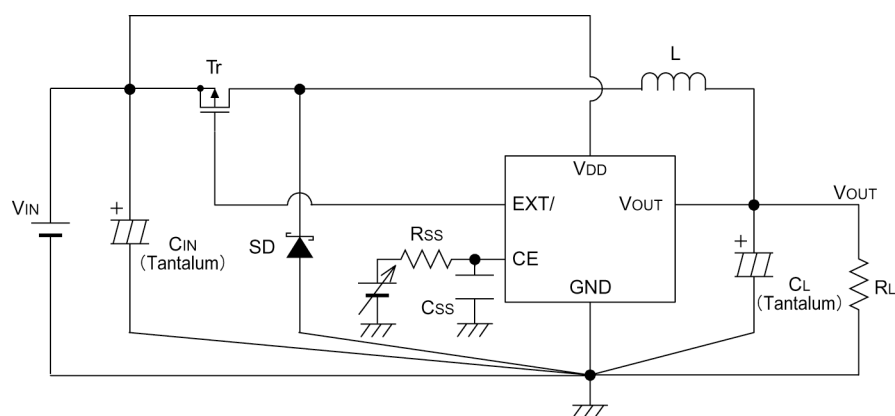 Tr
L
VDD
VIN
+
CIN
(Tantalum)
SD
RSS
CSS
EXT/
VOUT
CE
GND
VOUT
+
CL
(Tantalum)
RL